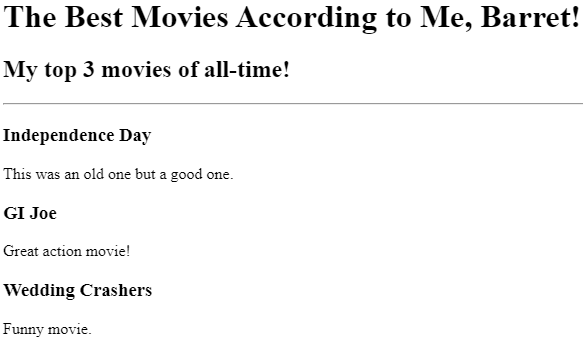 The Best Movies According to Me, Barret!
My top 3 movies of all-time!
Independence Day
This was an old one but a good one.
GI Joe
Great action movie!
Wedding Crashers
Funny movie.